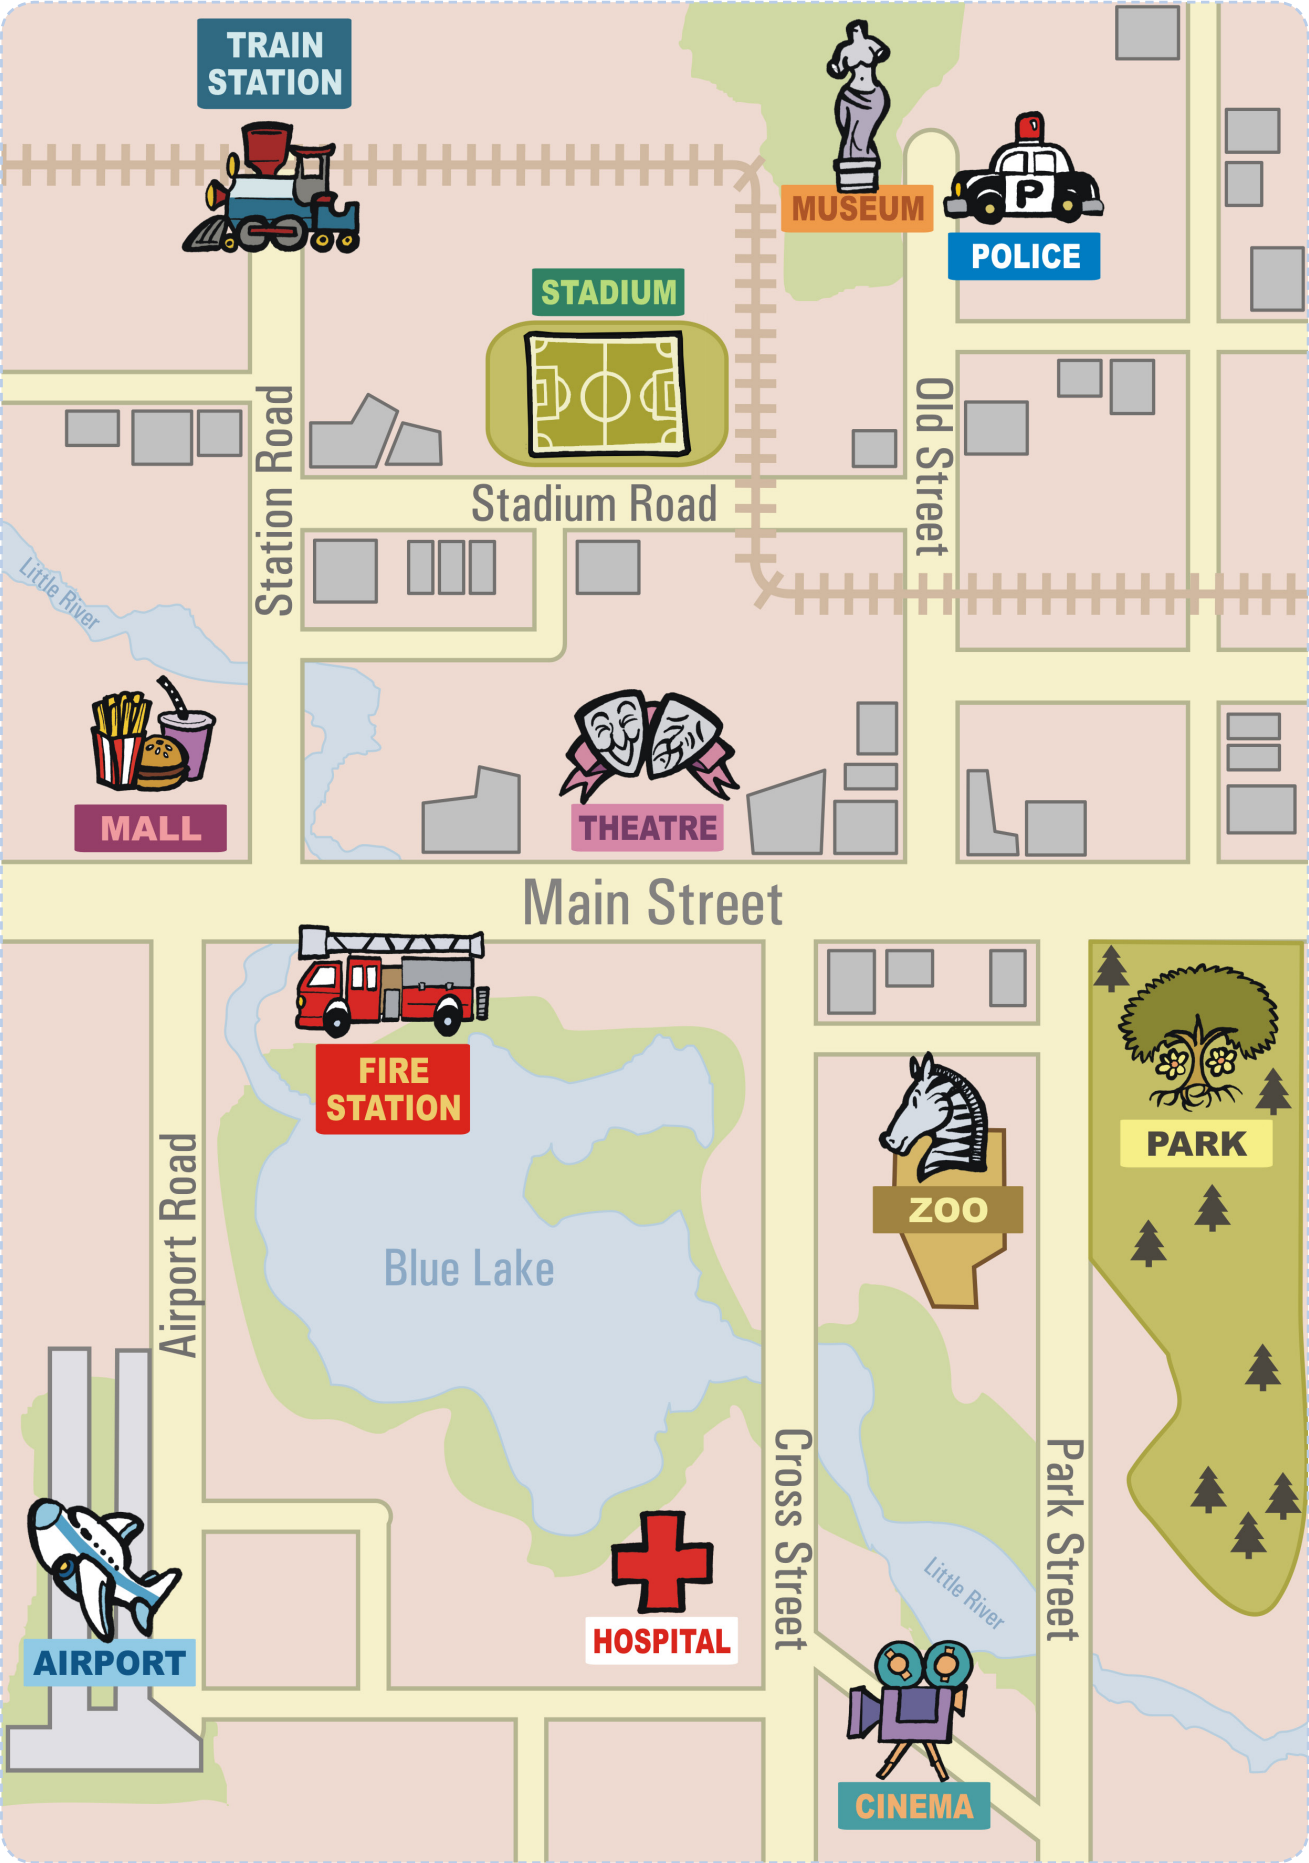 TRAIN
STATION
MUSEUM
P
POLICE
STADIUM
Station Road
Old Street
Stadium Road
Little River
MALL
THEATRE
Main Street
FIRE
STATION
PARK
ZOO
Airport Road
Blue Lake
Cross Street
Park Street
Little River
HOSPITAL
AIRPORT
CINEMA